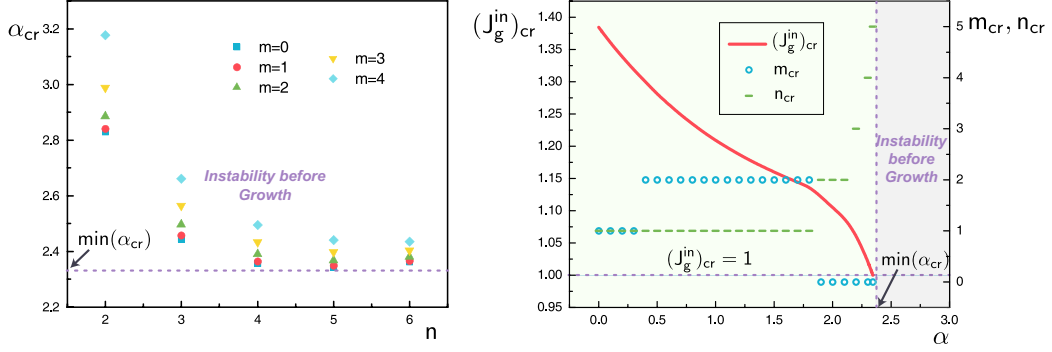 α_cr
3.2
3.0
2.8
2.6
2.4
2.2
m=0
m=1
m=2
m=3
m=4
Instability before
Growth
min(α_cr)
2
3
4
5
6
n
(J_g^in)_cr
1.40
1.35
1.30
1.25
1.20
1.15
1.10
1.05
1.00
0.95
(J_g^in)_cr
m_cr
n_cr
(J_g^in)_cr = 1
Instability
before
Growth
min(α_cr)
m_cr, n_cr
5
4
3
2
1
0
0.0
0.5
1.0
1.5
2.0
2.5
3.0
α